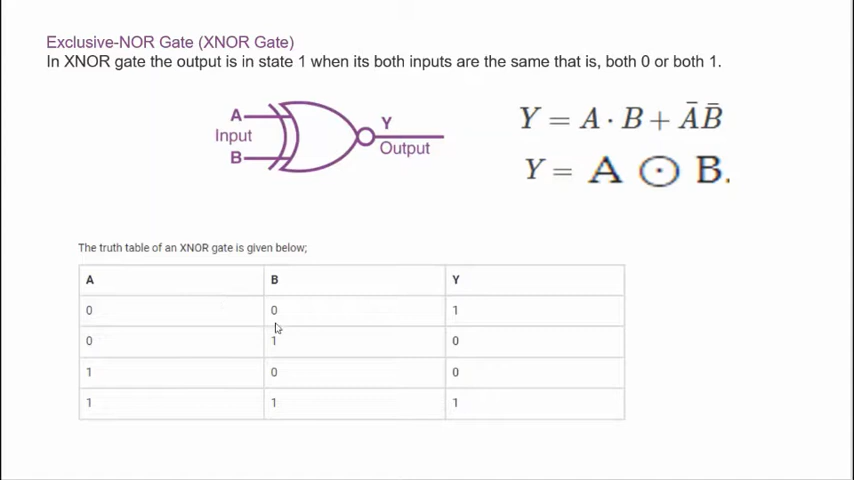 Exclusive-NOR Gate (XNOR Gate)
In XNOR gate the output is in state 1 when its both inputs are the same that is, both 0 or both 1.
A
Input
B
Y
Output
Y = A · B + ĀB̄
Y = A ⊙ B.
The truth table of an XNOR gate is given below;
A B Y
0 0 1
0 1 0
1 0 0
1 1 1